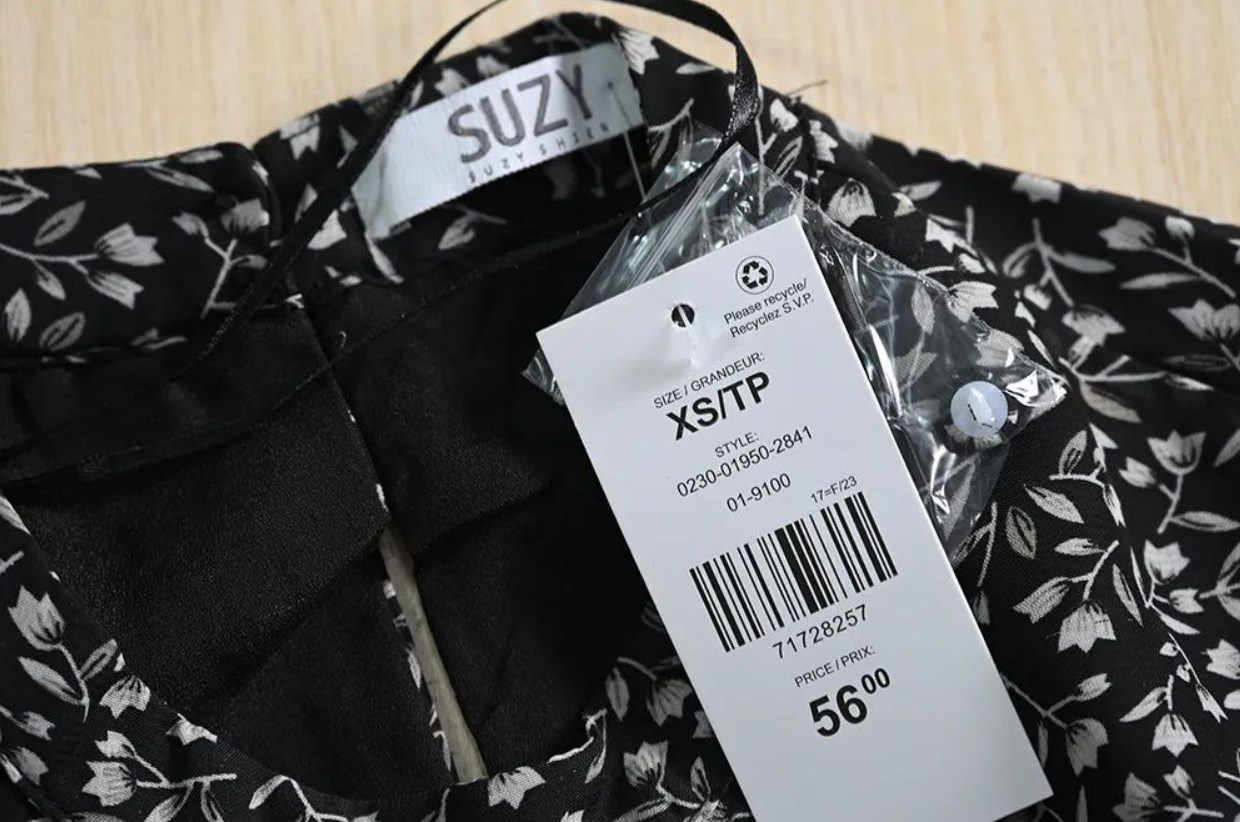 SUZY
SUZY SHIER
Please recycle/
Recyclez S.V.P.
SIZE / GRANDEUR:
XS/TP
STYLE:
0230-01950-2841
01-9100
17=F/23
71728257
PRICE / PRIX:
56⁰⁰